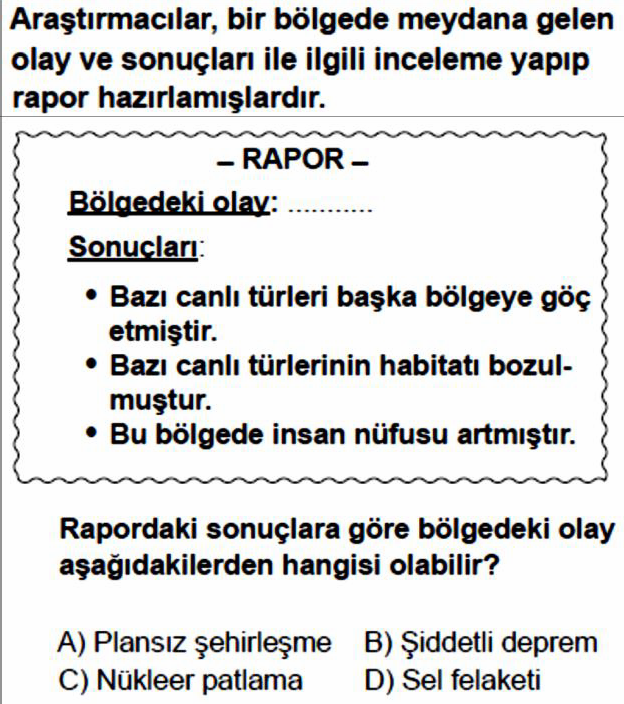 Araştırmacılar, bir bölgede meydana gelen
olay ve sonuçları ile ilgili inceleme yapıp
rapor hazırlamışlardır.
– RAPOR –
Bölgedeki olay: ...........
Sonuçları:
• Bazı canlı türleri başka bölgeye göç
etmiştir.
• Bazı canlı türlerinin habitatı bozul-
muştur.
• Bu bölgede insan nüfusu artmıştır.
Rapordaki sonuçlara göre bölgedeki olay
aşağıdakilerden hangisi olabilir?
A) Plansız şehirleşme B) Şiddetli deprem
C) Nükleer patlama D) Sel felaketi